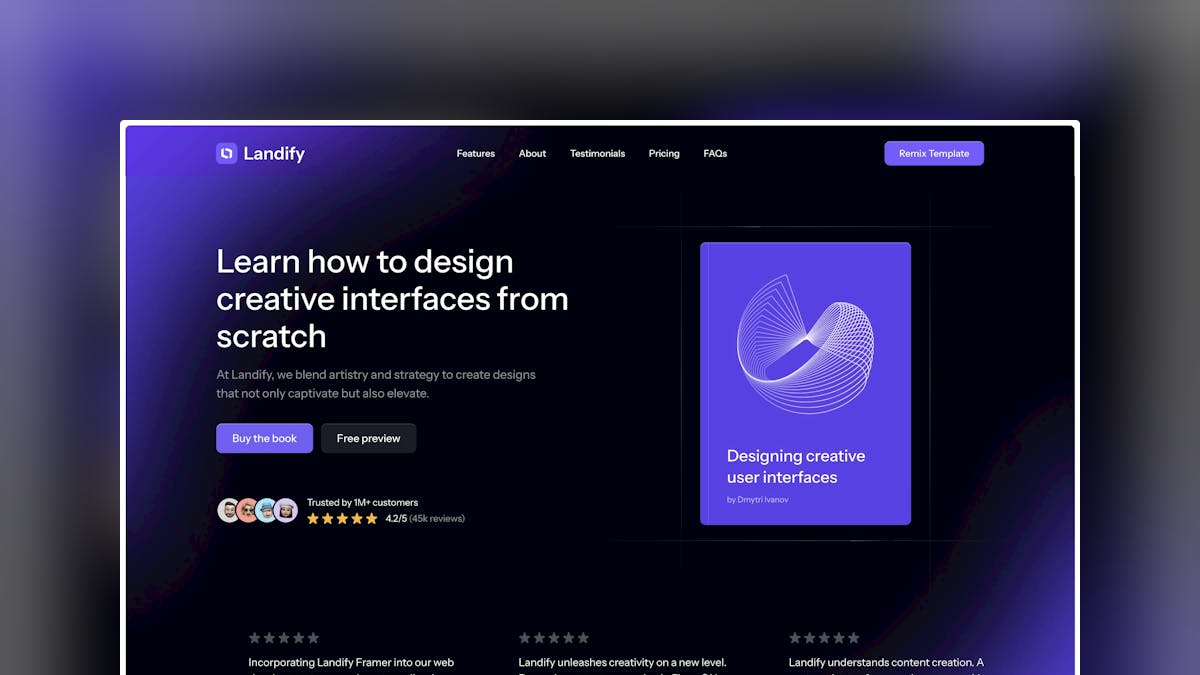 Landify
Features
About
Testimonials
Pricing
FAQs
Remix Template
Learn how to design
creative interfaces from
scratch
At Landify, we blend artistry and strategy to create designs
that not only captivate but also elevate.
Buy the book
Free preview
Trusted by 1M+ customers
4.2/5 (45k reviews)
Designing creative
user interfaces
by Dmytri Ivanov
Incorporating Landify Framer into our web
Landify unleashes creativity on a new level.
Landify understands content creation. A